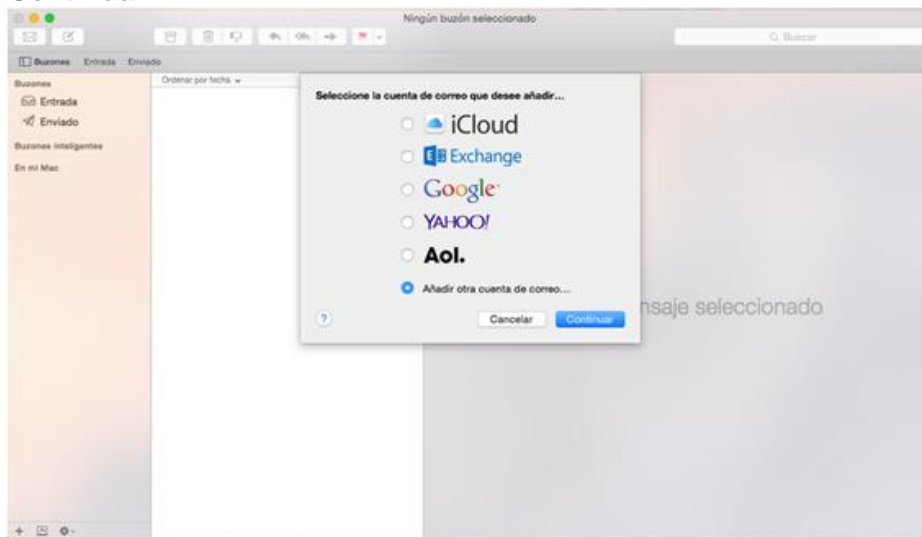 Ningún buzón seleccionado
Buscar
Buzones Entrada Enviado
Buzones
Entrada
Enviado
Buzones inteligentes
En mi Mac
Ordenar por fecha
Seleccione la cuenta de correo que desee añadir...
iCloud
Exchange
Google
YAHOO!
Aol.
Añadir otra cuenta de correo...
? Cancelar Continuar
nsaje seleccionado